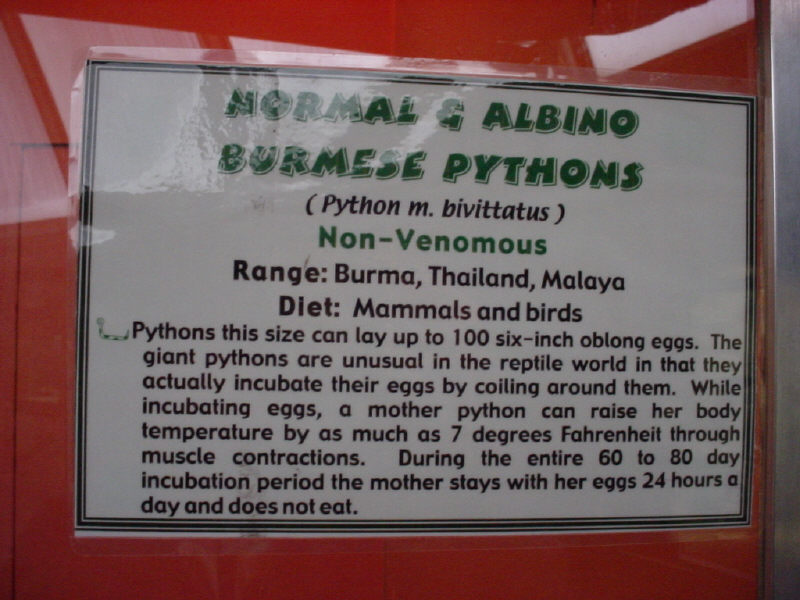 NORMAL & ALBINO
BURMESE PYTHONS
( Python m. bivittatus )
Non-Venomous
Range: Burma, Thailand, Malaya
Diet: Mammals and birds
Pythons this size can lay up to 100 six-inch oblong eggs. The
giant pythons are unusual in the reptile world in that they
actually incubate their eggs by coiling around them. While
incubating eggs, a mother python can raise her body
temperature by as much as 7 degrees Fahrenheit through
muscle contractions. During the entire 60 to 80 day
incubation period the mother stays with her eggs 24 hours a
day and does not eat.